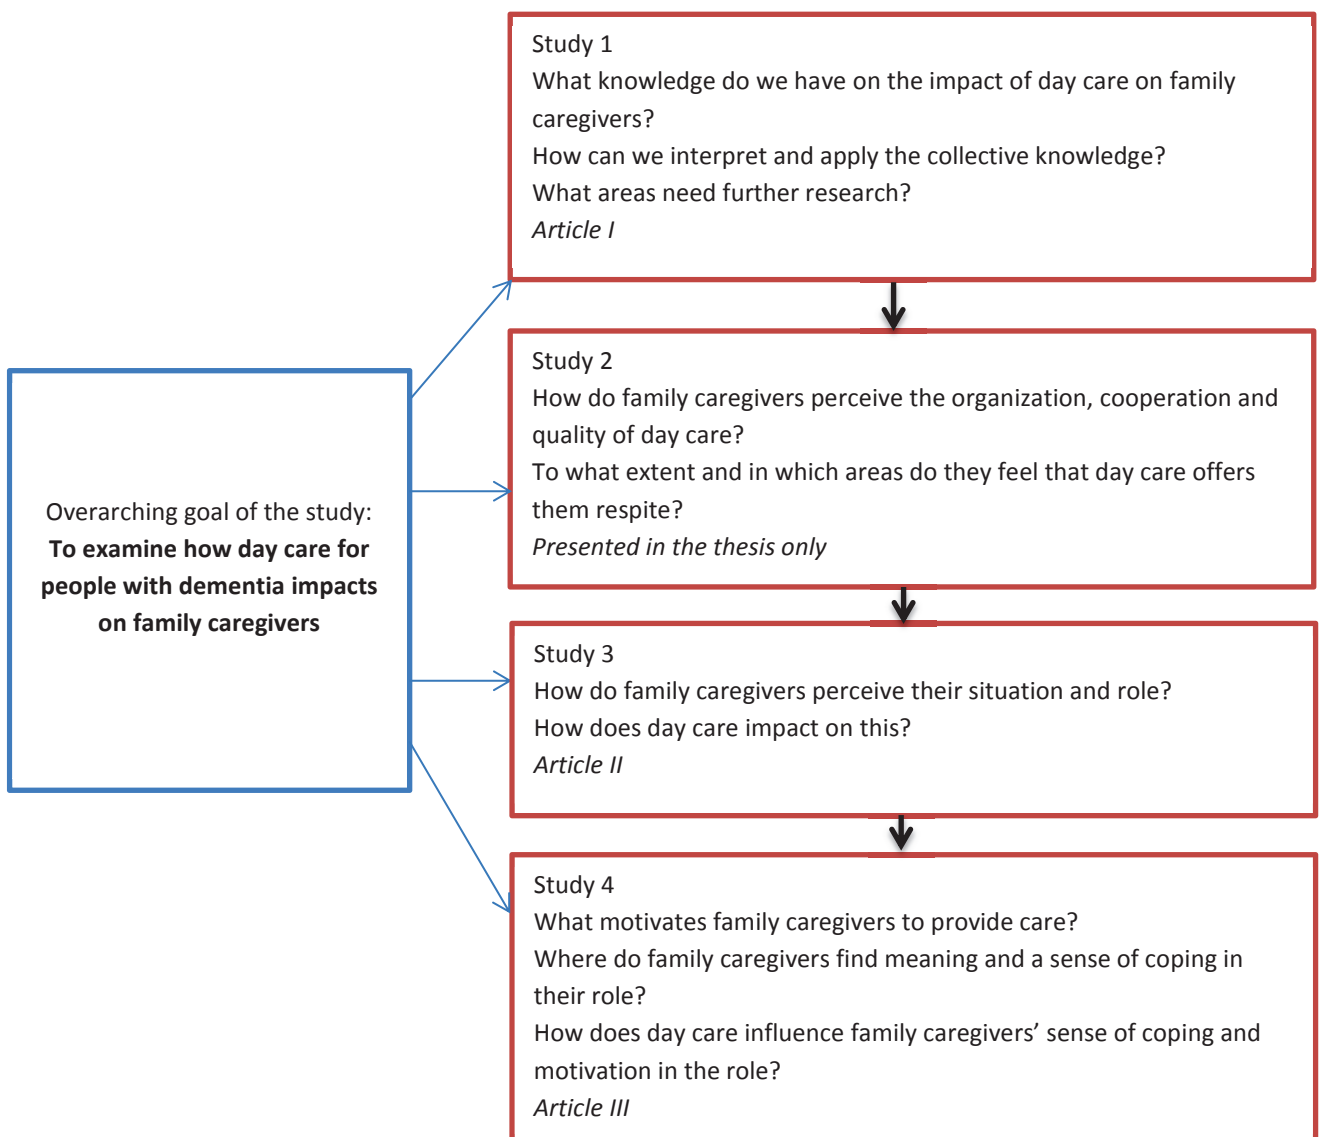 Overarching goal of the study:
To examine how day care for
people with dementia impacts
on family caregivers
Study 1
What knowledge do we have on the impact of day care on family
caregivers?
How can we interpret and apply the collective knowledge?
What areas need further research?
Article I
Study 2
How do family caregivers perceive the organization, cooperation and
quality of day care?
To what extent and in which areas do they feel that day care offers
them respite?
Presented in the thesis only
Study 3
How do family caregivers perceive their situation and role?
How does day care impact on this?
Article II
Study 4
What motivates family caregivers to provide care?
Where do family caregivers find meaning and a sense of coping in
their role?
How does day care influence family caregivers’ sense of coping and
motivation in the role?
Article III